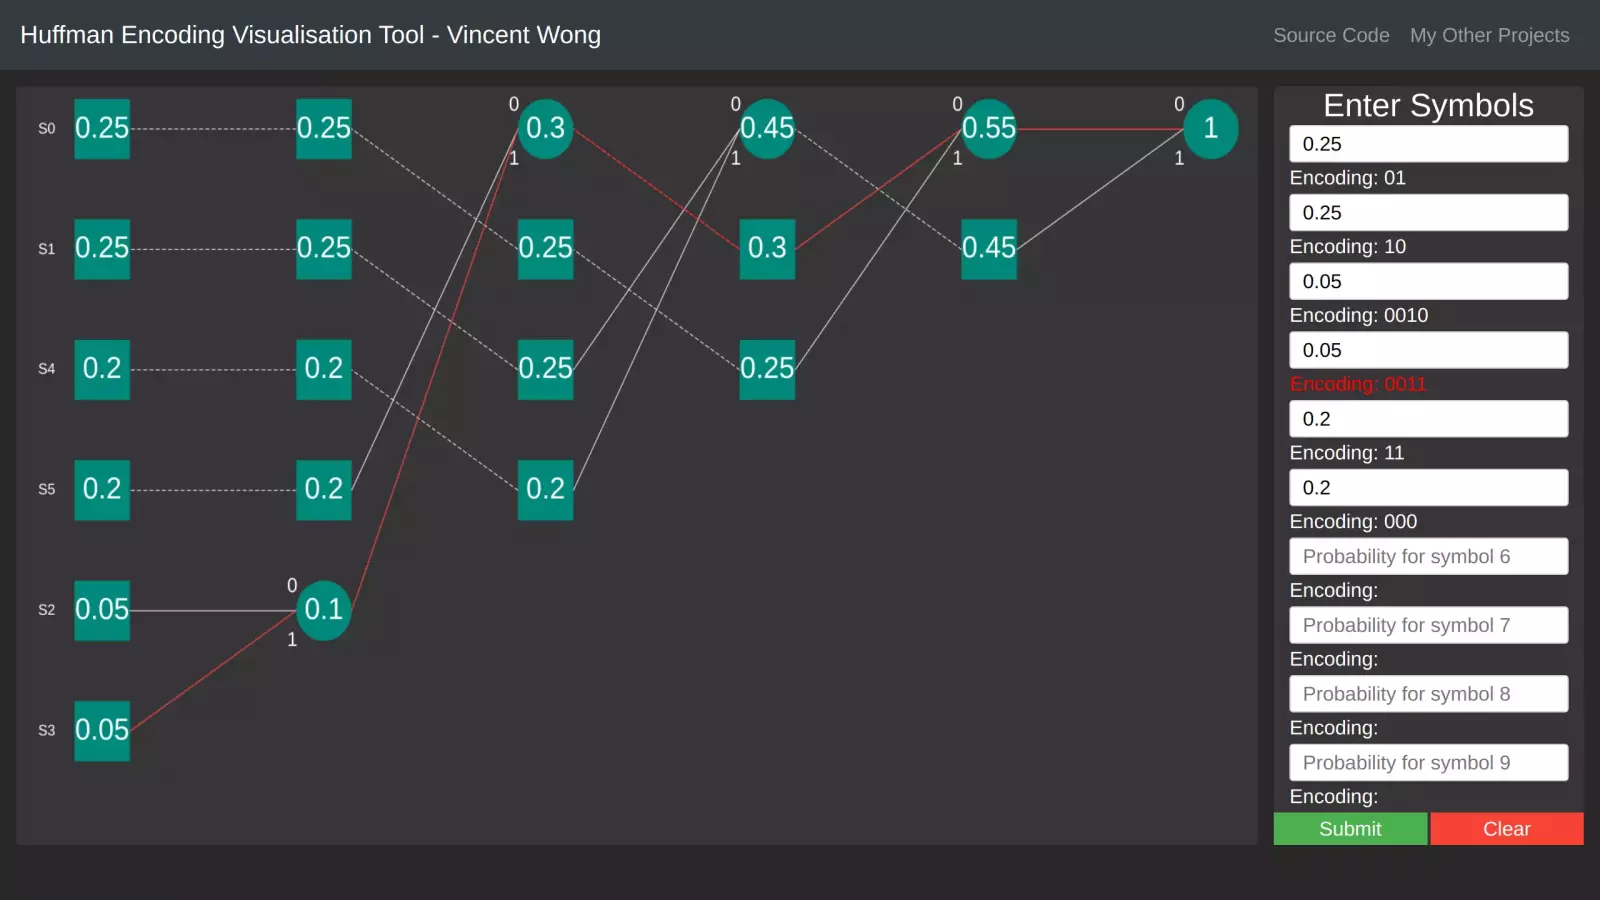 Huffman Encoding Visualisation Tool - Vincent Wong
Source Code My Other Projects
S0 0.25 0.25 0 0.3 1 0 0.45 1 0 0.55 1 0 1 1
S1 0.25 0.25 0.25 0.3 0.45
S4 0.2 0.2 0.25 0.25
S5 0.2 0.2 0.2
S2 0.05 0 0.1 1
S3 0.05
Enter Symbols
0.25
Encoding: 01
0.25
Encoding: 10
0.05
Encoding: 0010
0.05
Encoding: 0011
0.2
Encoding: 11
0.2
Encoding: 000
Probability for symbol 6
Encoding:
Probability for symbol 7
Encoding:
Probability for symbol 8
Encoding:
Probability for symbol 9
Encoding:
Submit Clear